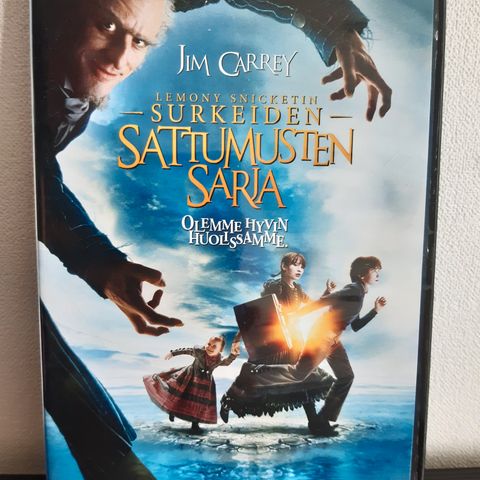 JIM CARREY
LEMONY SNICKETIN
SURKEIDEN
SATTUMUSTEN
SARJA
OLEMME HYVIN
HUOLISSAMME.